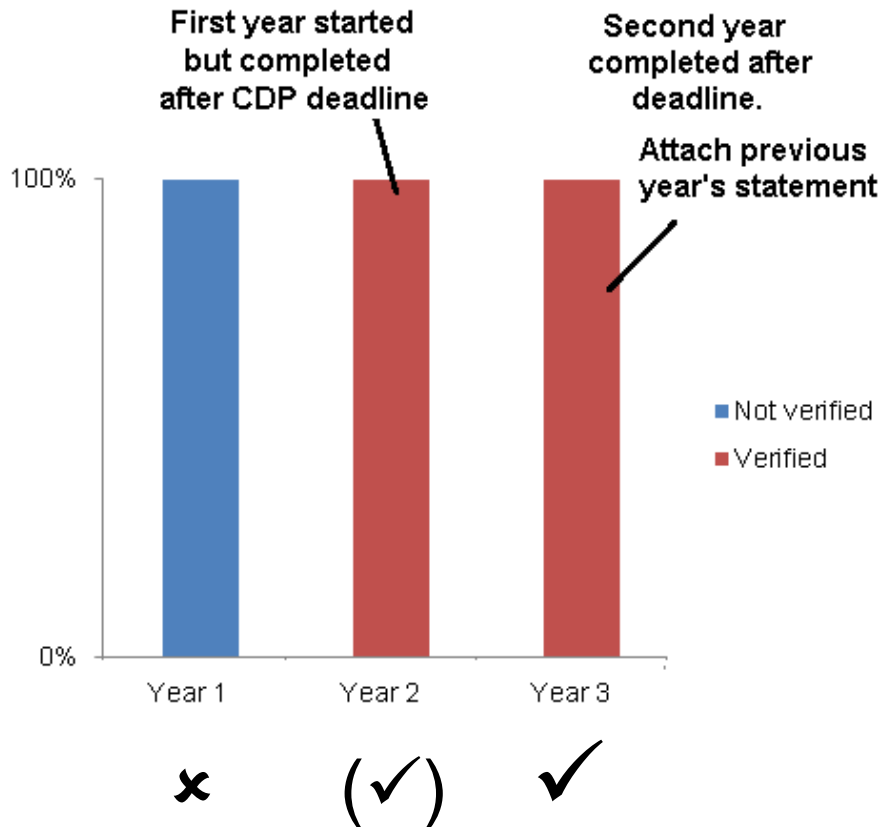 First year started
but completed
after CDP deadline
Second year
completed after
deadline.
Attach previous
year's statement
100%
Not verified
Verified
0%
Year 1
Year 2
Year 3
✘
(✓)
✓